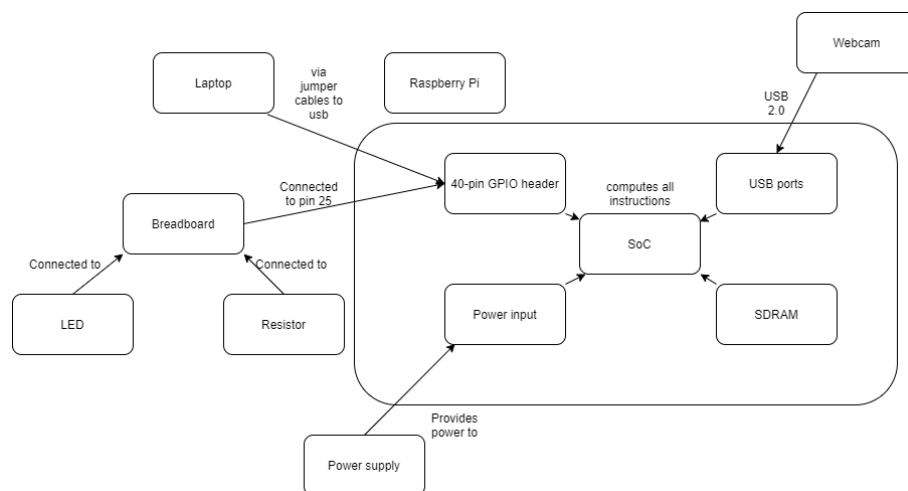 Webcam
Laptop
via
jumper
cables to
usb
Raspberry Pi
USB
2.0
Connected
to pin 25
40-pin GPIO header
computes all
instructions
USB ports
Breadboard
SoC
Connected to
Connected to
LED
Resistor
Power input
SDRAM
Provides
power to
Power supply